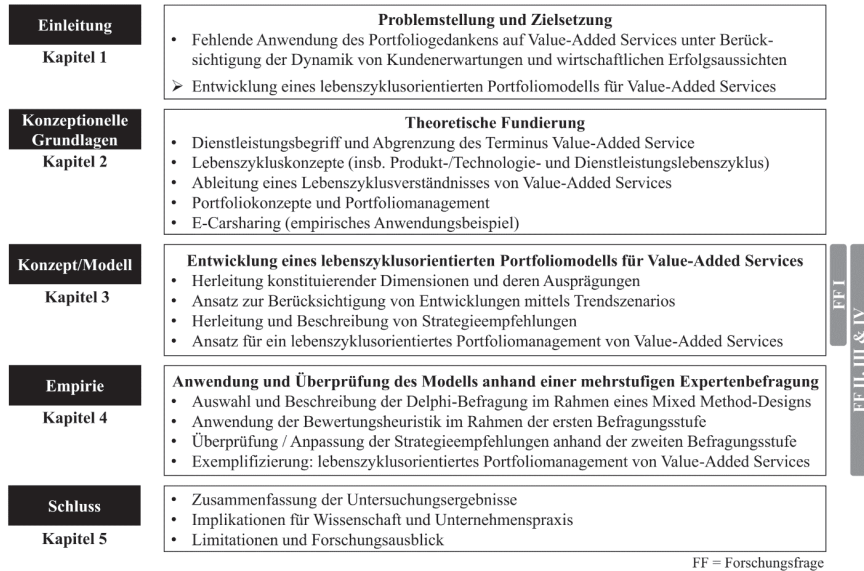 Einleitung
Kapitel 1
Problemstellung und Zielsetzung
• Fehlende Anwendung des Portfoliogedankens auf Value-Added Services unter Berück-
sichtigung der Dynamik von Kundenerwartungen und wirtschaftlichen Erfolgsaussichten
➢ Entwicklung eines lebenszyklusorientierten Portfoliomodells für Value-Added Services
Konzeptionelle
Grundlagen
Kapitel 2
Theoretische Fundierung
• Dienstleistungsbegriff und Abgrenzung des Terminus Value-Added Service
• Lebenszykluskonzepte (insb. Produkt-/Technologie- und Dienstleistungslebenszyklus)
• Ableitung eines Lebenszyklusverständnisses von Value-Added Services
• Portfoliokonzepte und Portfoliomanagement
• E-Carsharing (empirisches Anwendungsbeispiel)
Konzept/Modell
Kapitel 3
Entwicklung eines lebenszyklusorientierten Portfoliomodells für Value-Added Services
• Herleitung konstituierender Dimensionen und deren Ausprägungen
• Ansatz zur Berücksichtigung von Entwicklungen mittels Trendszenarios
• Herleitung und Beschreibung von Strategieempfehlungen
• Ansatz für ein lebenszyklusorientiertes Portfoliomanagement von Value-Added Services
FF I
FF II, III & IV
Empirie
Kapitel 4
Anwendung und Überprüfung des Modells anhand einer mehrstufigen Expertenbefragung
• Auswahl und Beschreibung der Delphi-Befragung im Rahmen eines Mixed Method-Designs
• Anwendung der Bewertungsheuristik im Rahmen der ersten Befragungsstufe
• Überprüfung / Anpassung der Strategieempfehlungen anhand der zweiten Befragungsstufe
• Exemplifizierung: lebenszyklusorientiertes Portfoliomanagement von Value-Added Services
Schluss
Kapitel 5
• Zusammenfassung der Untersuchungsergebnisse
• Implikationen für Wissenschaft und Unternehmenspraxis
• Limitationen und Forschungsausblick
FF = Forschungsfrage